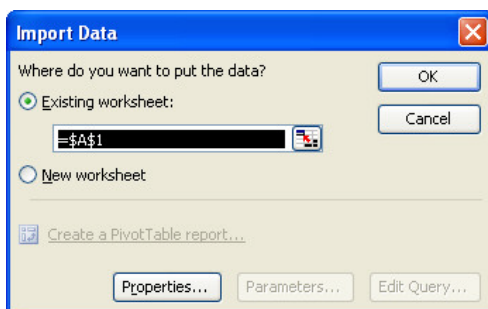 Import Data
Where do you want to put the data?
OK
Existing worksheet:
Cancel
=$A$1
New worksheet
Create a PivotTable report...
Properties... Parameters... Edit Query...